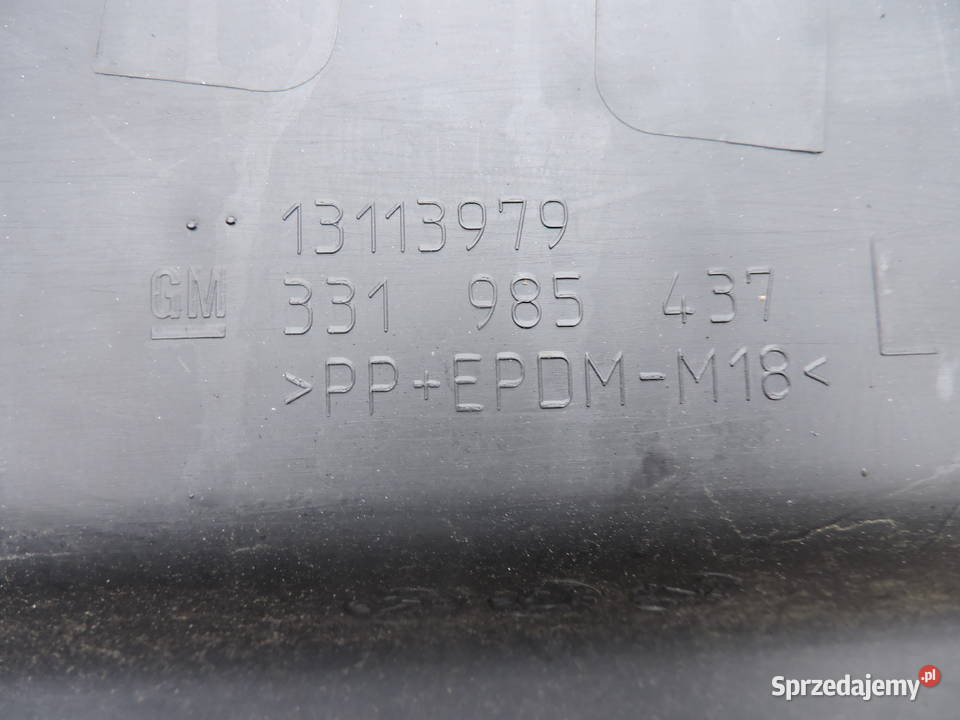 13113979
GM 331 985 437
>PP+EPDM-M18<
L
Sprzedajemy.pl